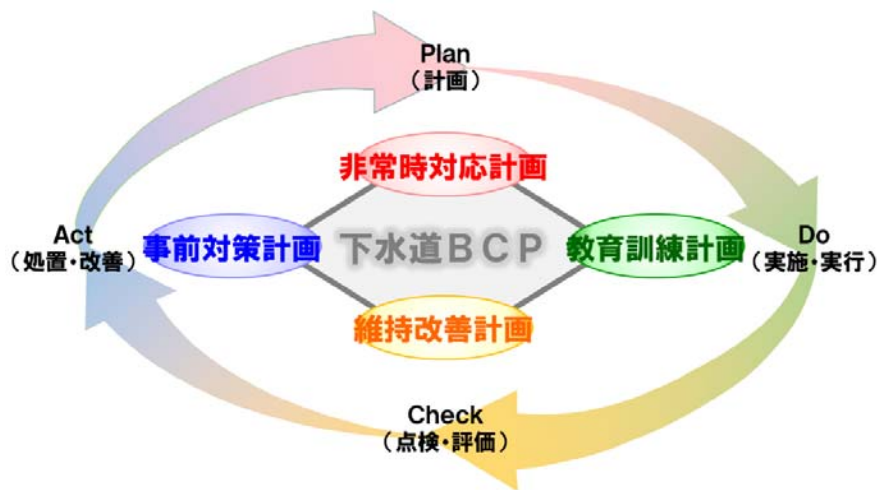 Plan
（計画）
非常時対応計画
Act
（処置・改善）
事前対策計画
下水道ＢＣＰ
教育訓練計画
Do
（実施・実行）
維持改善計画
Check
（点検・評価）